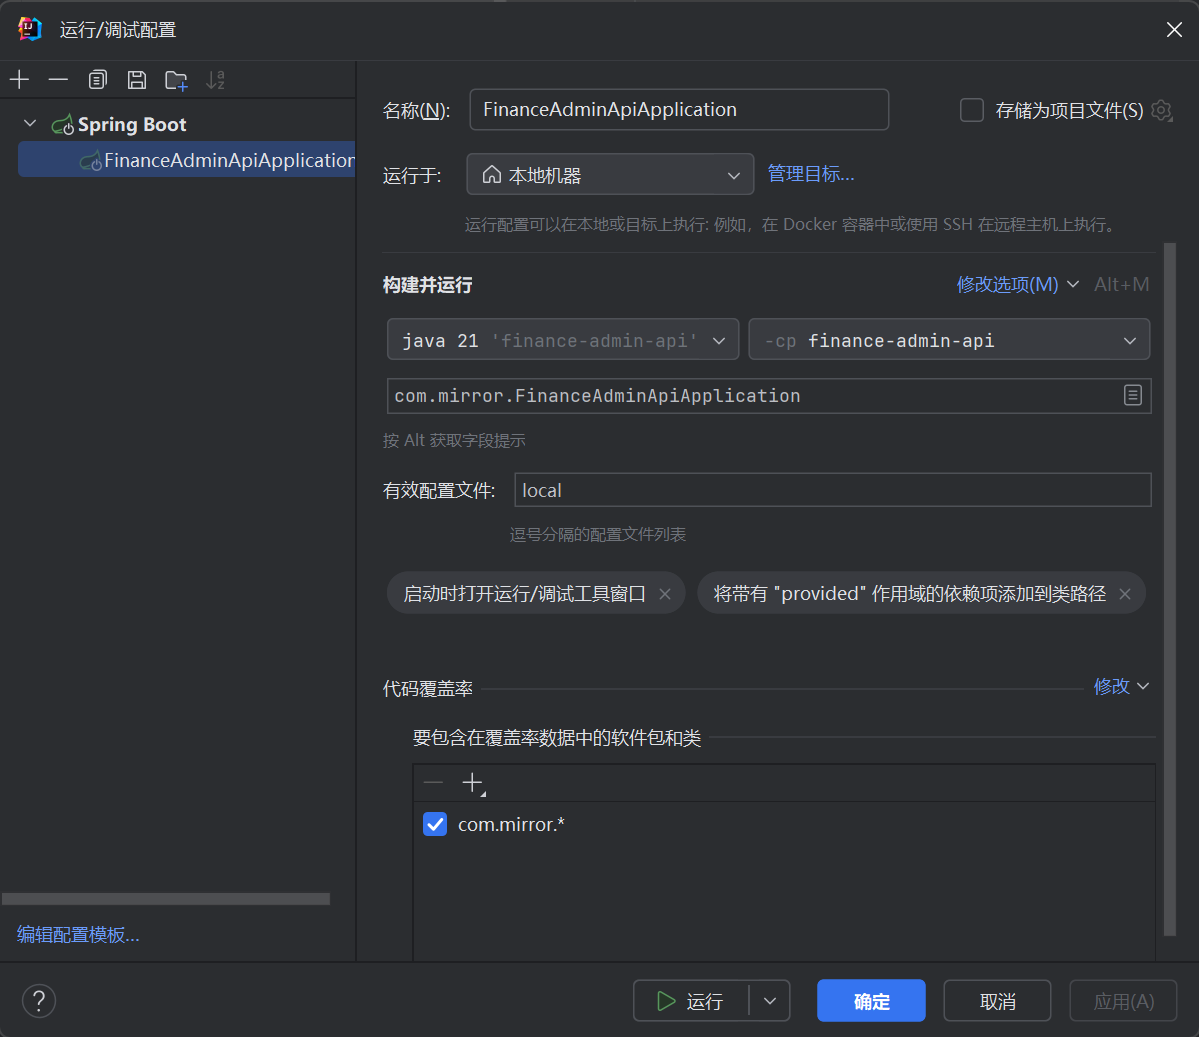 运行/调试配置
Spring Boot
FinanceAdminApiApplication
编辑配置模板...
名称(N): FinanceAdminApiApplication 存储为项目文件(S)
运行于: 本地机器 管理目标...
运行配置可以在本地或目标上执行: 例如，在 Docker 容器中或使用 SSH 在远程主机上执行。
构建并运行 修改选项(M) Alt+M
java 21 'finance-admin-api' -cp finance-admin-api
com.mirror.FinanceAdminApiApplication
按 Alt 获取字段提示
有效配置文件: local
逗号分隔的配置文件列表
启动时打开运行/调试工具窗口 将带有 "provided" 作用域的依赖项添加到类路径
代码覆盖率 修改
要包含在覆盖率数据中的软件包和类
com.mirror.*
? 运行 确定 取消 应用(A)